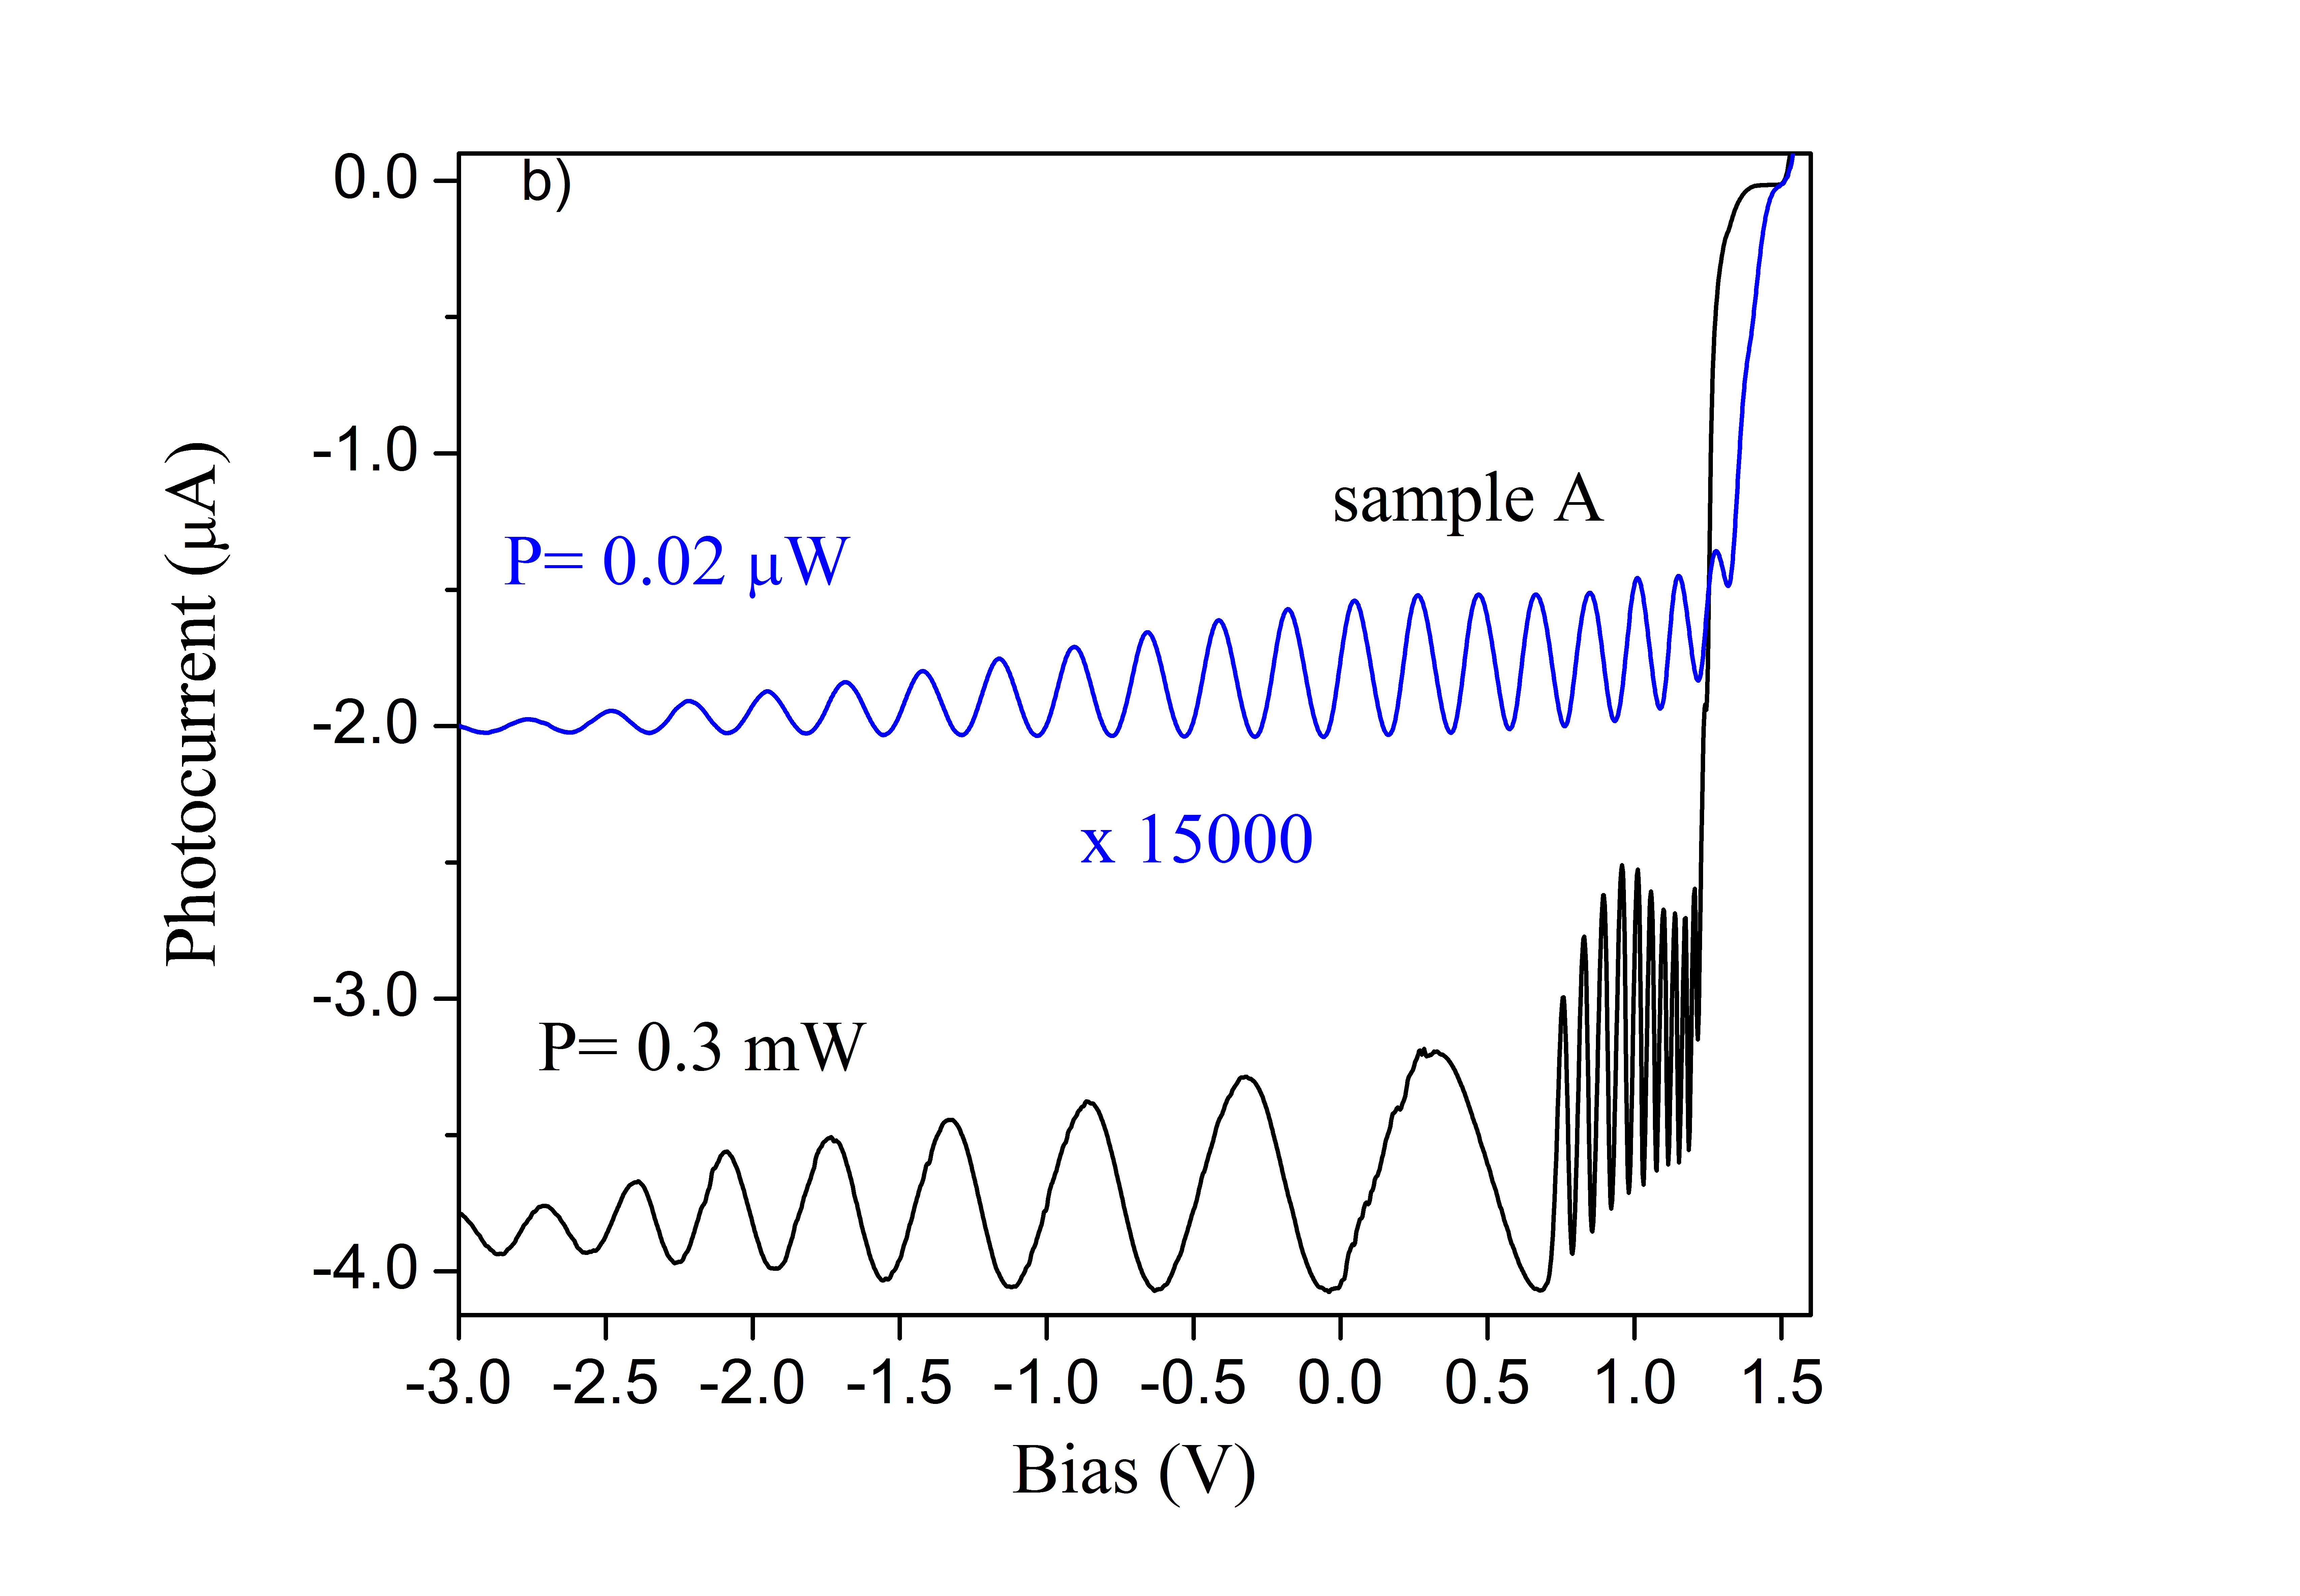 b)
0.0
-1.0
-2.0
-3.0
-4.0
Photocurrent (μA)
sample A
P= 0.02 μW
x 15000
P= 0.3 mW
-3.0 -2.5 -2.0 -1.5 -1.0 -0.5 0.0 0.5 1.0 1.5
Bias (V)